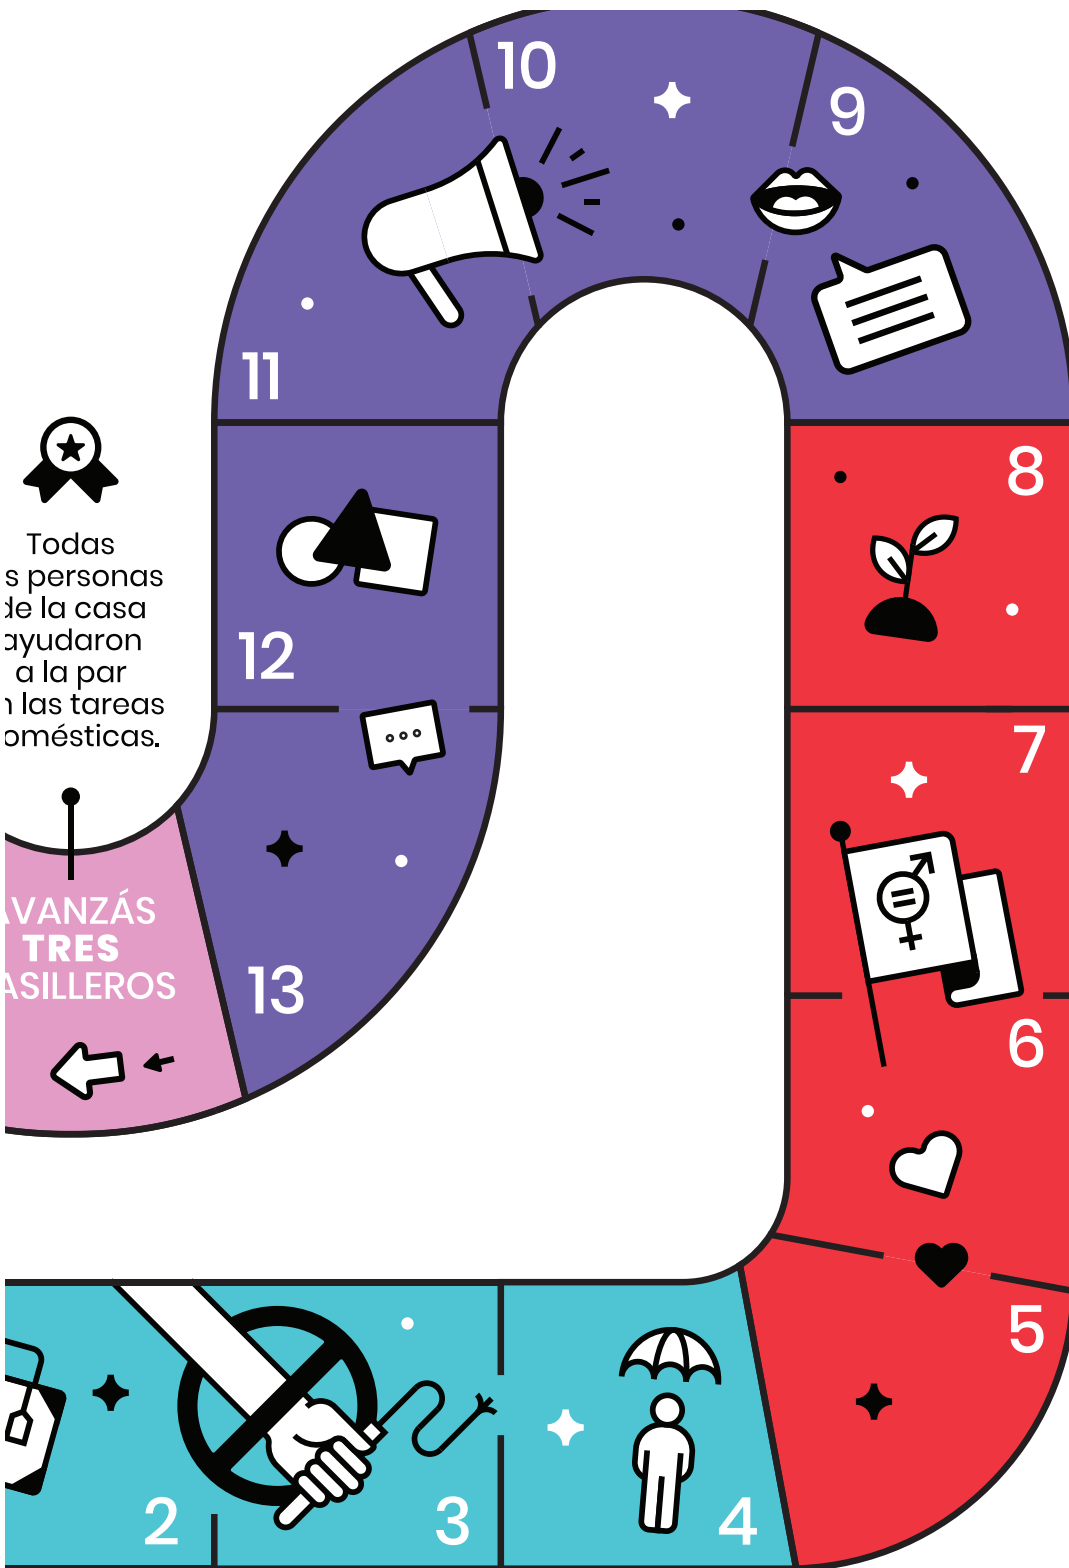 10
9
11
8
Todas
s personas
de la casa
ayudaron
a la par
n las tareas
omésticas.
12
7
AVANZÁS
TRES
ASILLEROS
13
6
5
2
3
4